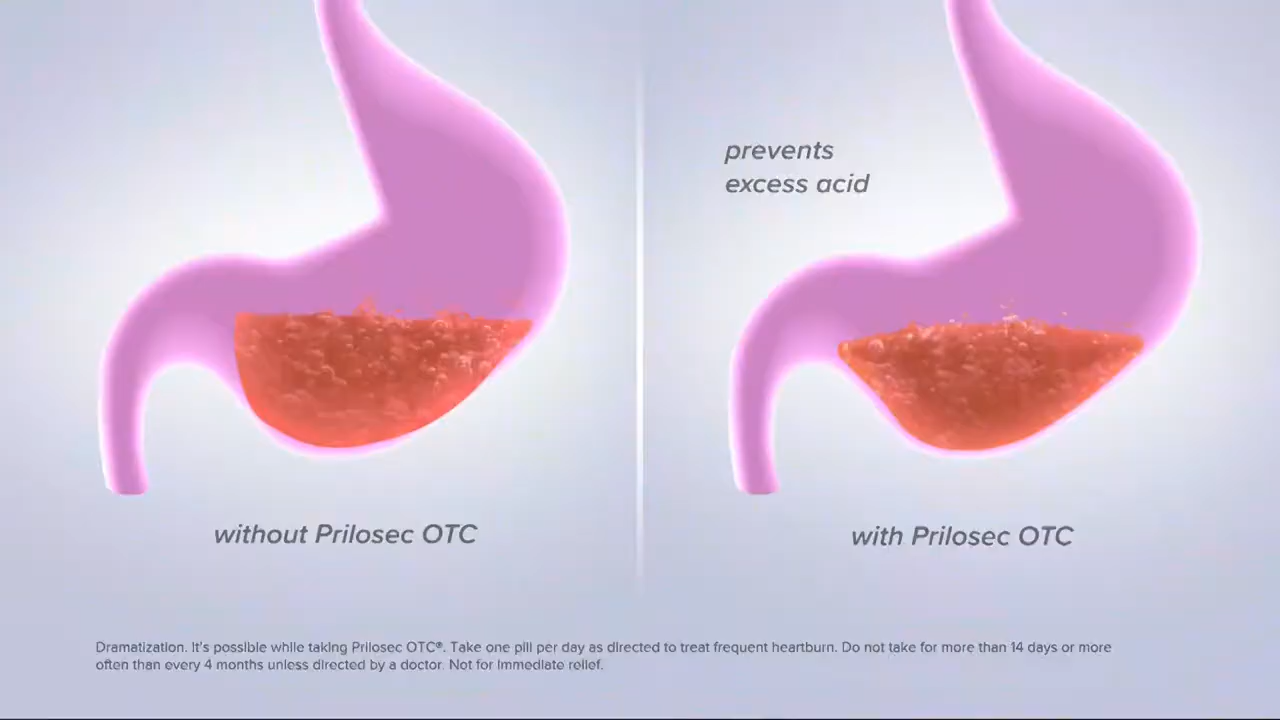 prevents
excess acid
without Prilosec OTC
with Prilosec OTC
Dramatization. It's possible while taking Prilosec OTC®. Take one pill per day as directed to treat frequent heartburn. Do not take for more than 14 days or more
often than every 4 months unless directed by a doctor. Not for immediate relief.